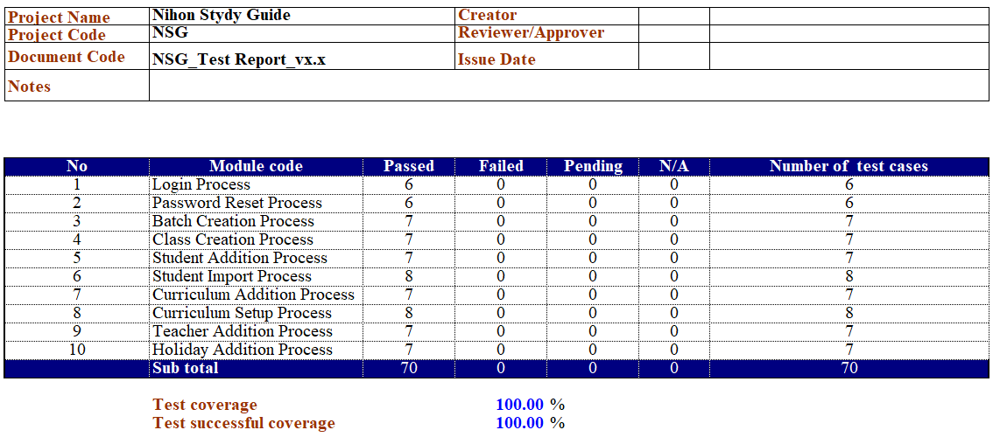 Project Name Nihon Stydy Guide Creator
Project Code NSG Reviewer/Approver
Document Code NSG_Test Report_vx.x Issue Date
Notes
No Module code Passed Failed Pending N/A Number of test cases
1 Login Process 6 0 0 0 6
2 Password Reset Process 6 0 0 0 6
3 Batch Creation Process 7 0 0 0 7
4 Class Creation Process 7 0 0 0 7
5 Student Addition Process 7 0 0 0 7
6 Student Import Process 8 0 0 0 8
7 Curriculum Addition Process 7 0 0 0 7
8 Curriculum Setup Process 8 0 0 0 8
9 Teacher Addition Process 7 0 0 0 7
10 Holiday Addition Process 7 0 0 0 7
Sub total 70 0 0 0 70
Test coverage 100.00 %
Test successful coverage 100.00 %